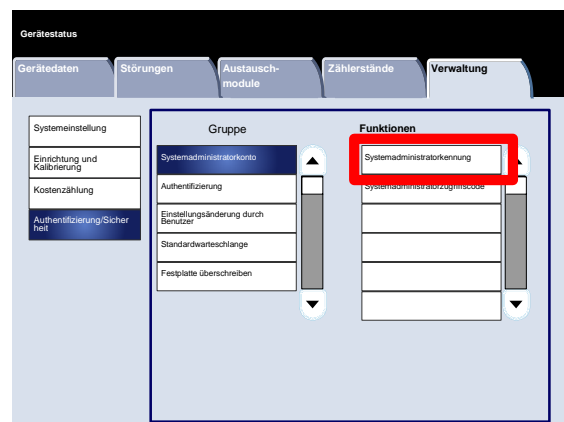 Gerätestatus
Gerätedaten
Störungen
Austausch-
module
Zählerstände
Verwaltung
Systemeinstellung
Einrichtung und
Kalibrierung
Kostenzählung
Authentifizierung/Sicher
heit
Gruppe
Systemadministratorkonto
Authentifizierung
Einstellungsänderung durch
Benutzer
Standardwarteschlange
Festplatte überschreiben
Funktionen
Systemadministratorkennung
Systemadministratorzugriffscode